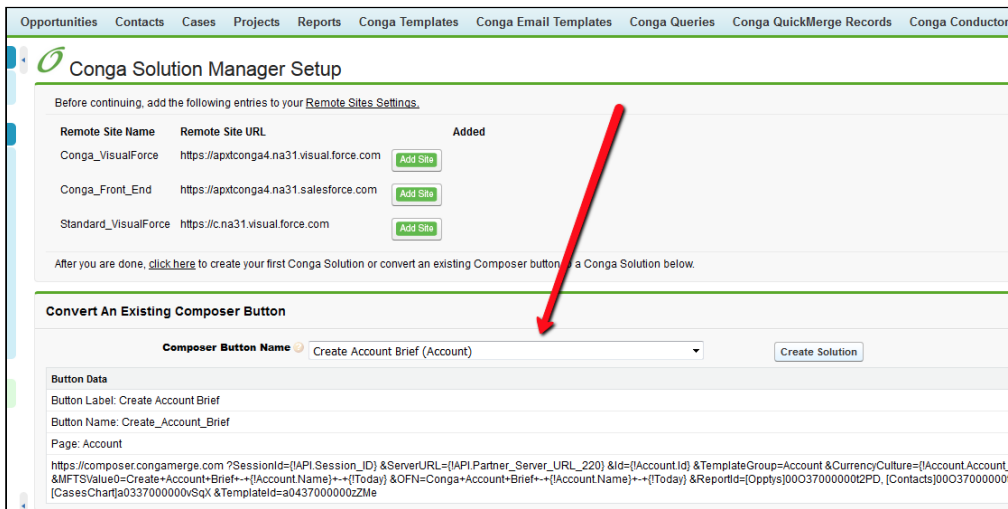 Opportunities Contacts Cases Projects Reports Conga Templates Conga Email Templates Conga Queries Conga QuickMerge Records Conga Conductor
Conga Solution Manager Setup
Before continuing, add the following entries to your Remote Sites Settings.
Remote Site Name Remote Site URL Added
Conga_VisualForce https://apxtconga4.na31.visual.force.com Add Site
Conga_Front_End https://apxtconga4.na31.salesforce.com Add Site
Standard_VisualForce https://c.na31.visual.force.com Add Site
After you are done, click here to create your first Conga Solution or convert an existing Composer button a Conga Solution below.
Convert An Existing Composer Button
Composer Button Name Create Account Brief (Account) Create Solution
Button Data
Button Label: Create Account Brief
Button Name: Create_Account_Brief
Page: Account
https://composer.congamerge.com ?SessionId={!API.Session_ID} &ServerURL={!API.Partner_Server_URL_220} &Id={!Account.Id} &TemplateGroup=Account &CurrencyCulture={!Account.Account_
&MFTSValue0=Create+Account+Brief+-+{!Account.Name}+-+{!Today} &OFN=Conga+Account+Brief+-+{!Account.Name}+-+{!Today} &ReportId=[Opptys]00O37000000t2PD, [Contacts]00O37000000
[CasesChart]a0337000000vSqX &TemplateId=a0437000000zZMe